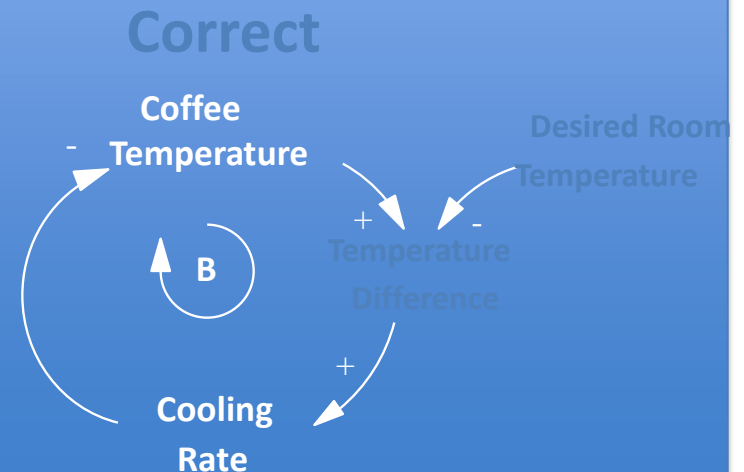 Correct
Coffee
Temperature
-
Desired Room
Temperature
+
-
Temperature
Difference
B
+
Cooling
Rate